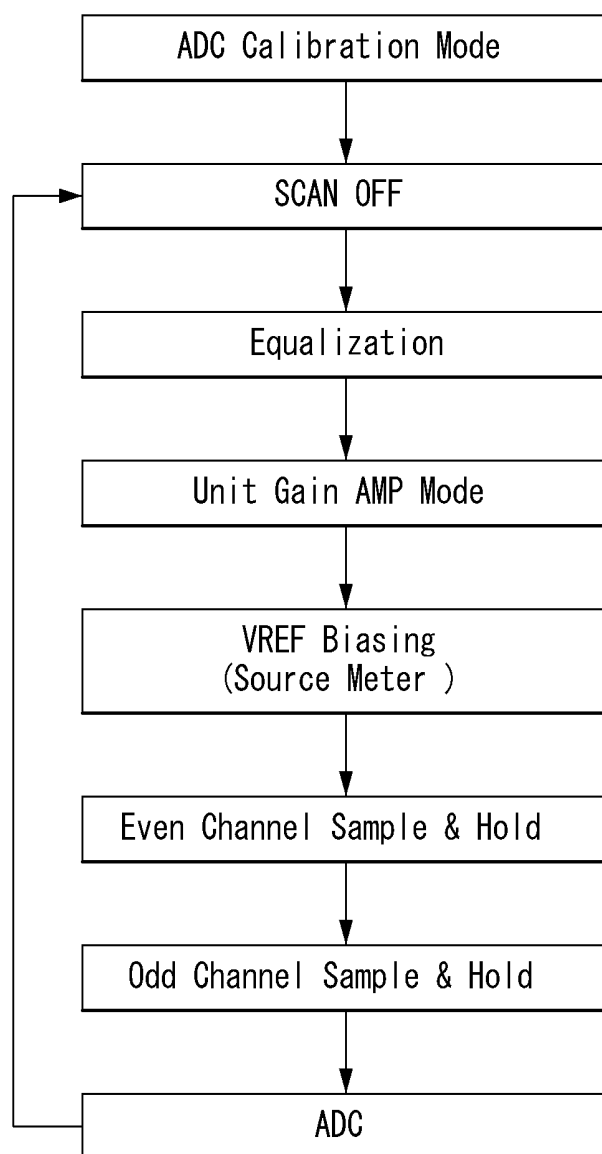 ADC Calibration Mode
SCAN OFF
Equalization
Unit Gain AMP Mode
VREF Biasing
(Source Meter )
Even Channel Sample & Hold
Odd Channel Sample & Hold
ADC